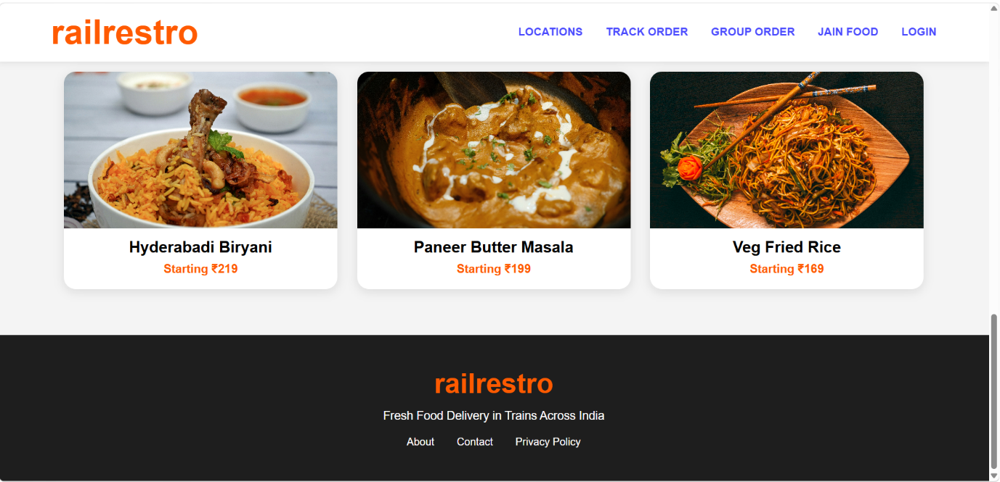 railrestro
LOCATIONS TRACK ORDER GROUP ORDER JAIN FOOD LOGIN
Hyderabadi Biryani
Starting ₹219
Paneer Butter Masala
Starting ₹199
Veg Fried Rice
Starting ₹169
railrestro
Fresh Food Delivery in Trains Across India
About Contact Privacy Policy